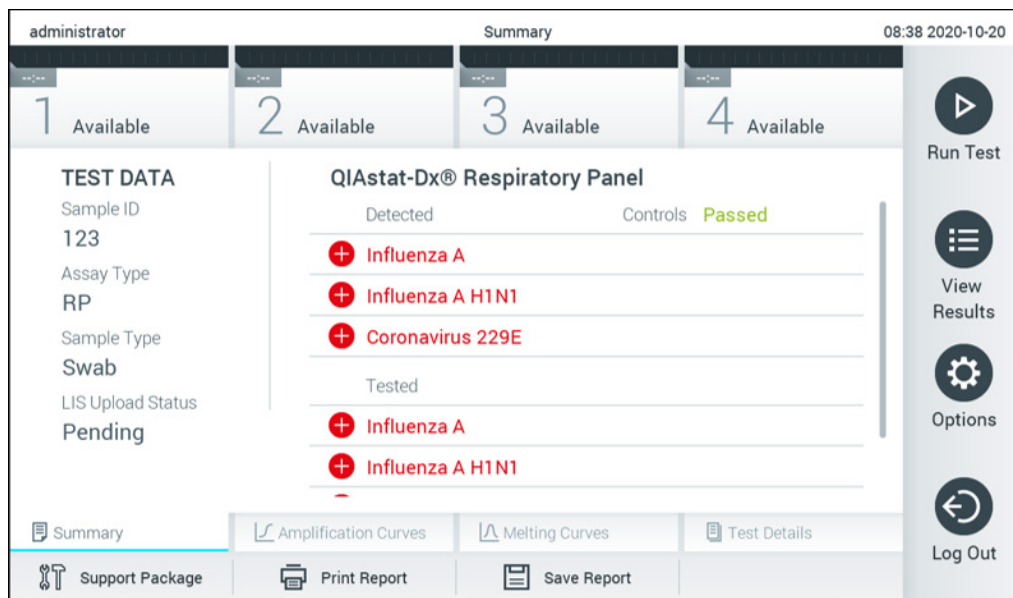 administrator Summary 08:38 2020-10-20
--:-- --:-- --:-- --:--
1 Available 2 Available 3 Available 4 Available
Run Test
TEST DATA
Sample ID
123
Assay Type
RP
Sample Type
Swab
LIS Upload Status
Pending
QIAstat-Dx® Respiratory Panel
Detected Controls Passed
Influenza A
Influenza A H1N1
Coronavirus 229E
Tested
Influenza A
Influenza A H1N1
View
Results
Options
Log Out
Summary Amplification Curves Melting Curves Test Details
Support Package Print Report Save Report